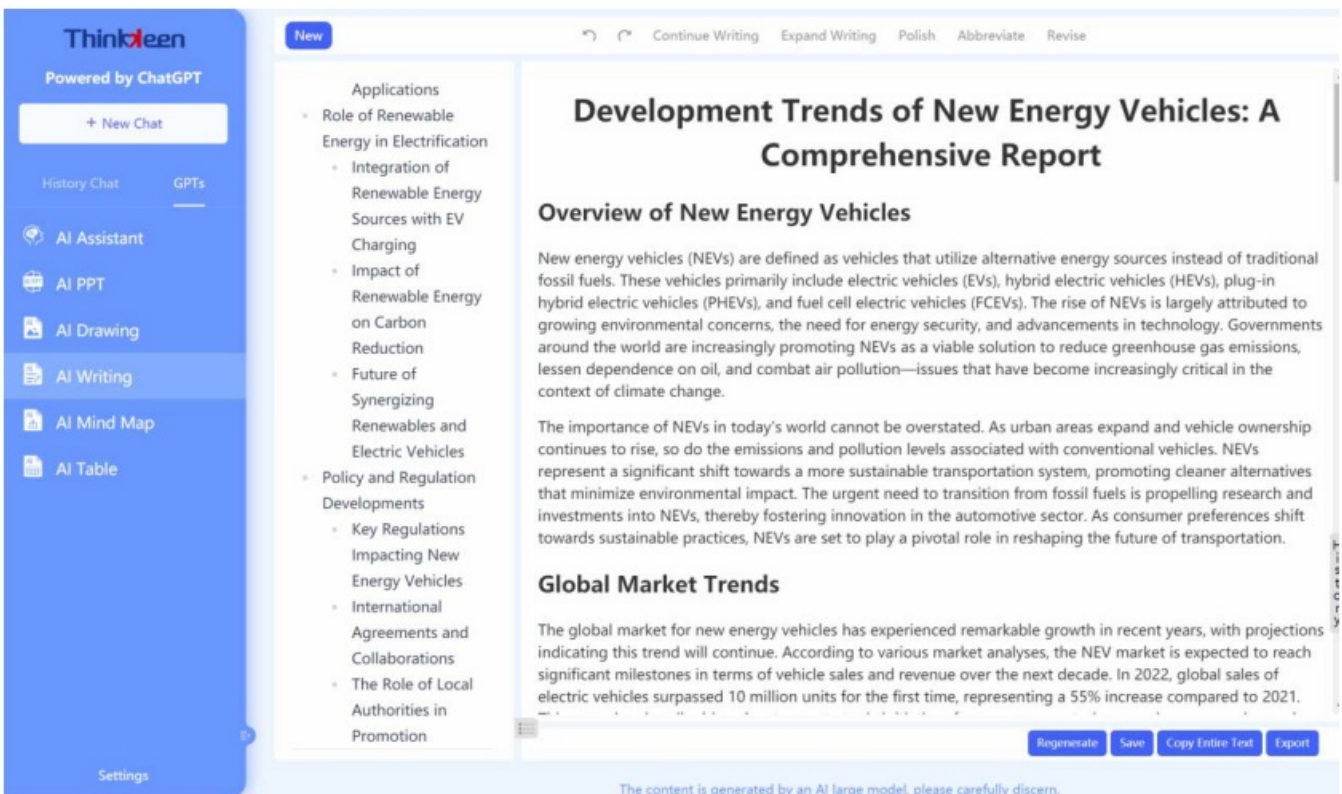 Thinkleen
Powered by ChatGPT
+ New Chat
History Chat GPTs
AI Assistant
AI PPT
AI Drawing
AI Writing
AI Mind Map
AI Table
Settings
New
Continue Writing Expand Writing Polish Abbreviate Revise
Applications
Role of Renewable
Energy in Electrification
Integration of
Renewable Energy
Sources with EV
Charging
Impact of
Renewable Energy
on Carbon
Reduction
Future of
Synergizing
Renewables and
Electric Vehicles
Policy and Regulation
Developments
Key Regulations
Impacting New
Energy Vehicles
International
Agreements and
Collaborations
The Role of Local
Authorities in
Promotion
Development Trends of New Energy Vehicles: A
Comprehensive Report
Overview of New Energy Vehicles
New energy vehicles (NEVs) are defined as vehicles that utilize alternative energy sources instead of traditional
fossil fuels. These vehicles primarily include electric vehicles (EVs), hybrid electric vehicles (HEVs), plug-in
hybrid electric vehicles (PHEVs), and fuel cell electric vehicles (FCEVs). The rise of NEVs is largely attributed to
growing environmental concerns, the need for energy security, and advancements in technology. Governments
around the world are increasingly promoting NEVs as a viable solution to reduce greenhouse gas emissions,
lessen dependence on oil, and combat air pollution—issues that have become increasingly critical in the
context of climate change.
The importance of NEVs in today's world cannot be overstated. As urban areas expand and vehicle ownership
continues to rise, so do the emissions and pollution levels associated with conventional vehicles. NEVs
represent a significant shift towards a more sustainable transportation system, promoting cleaner alternatives
that minimize environmental impact. The urgent need to transition from fossil fuels is propelling research and
investments into NEVs, thereby fostering innovation in the automotive sector. As consumer preferences shift
towards sustainable practices, NEVs are set to play a pivotal role in reshaping the future of transportation.
Global Market Trends
The global market for new energy vehicles has experienced remarkable growth in recent years, with projections
indicating this trend will continue. According to various market analyses, the NEV market is expected to reach
significant milestones in terms of vehicle sales and revenue over the next decade. In 2022, global sales of
electric vehicles surpassed 10 million units for the first time, representing a 55% increase compared to 2021.
Regenerate Save Copy Entire Text Export
The content is generated by an AI large model, please carefully discern.